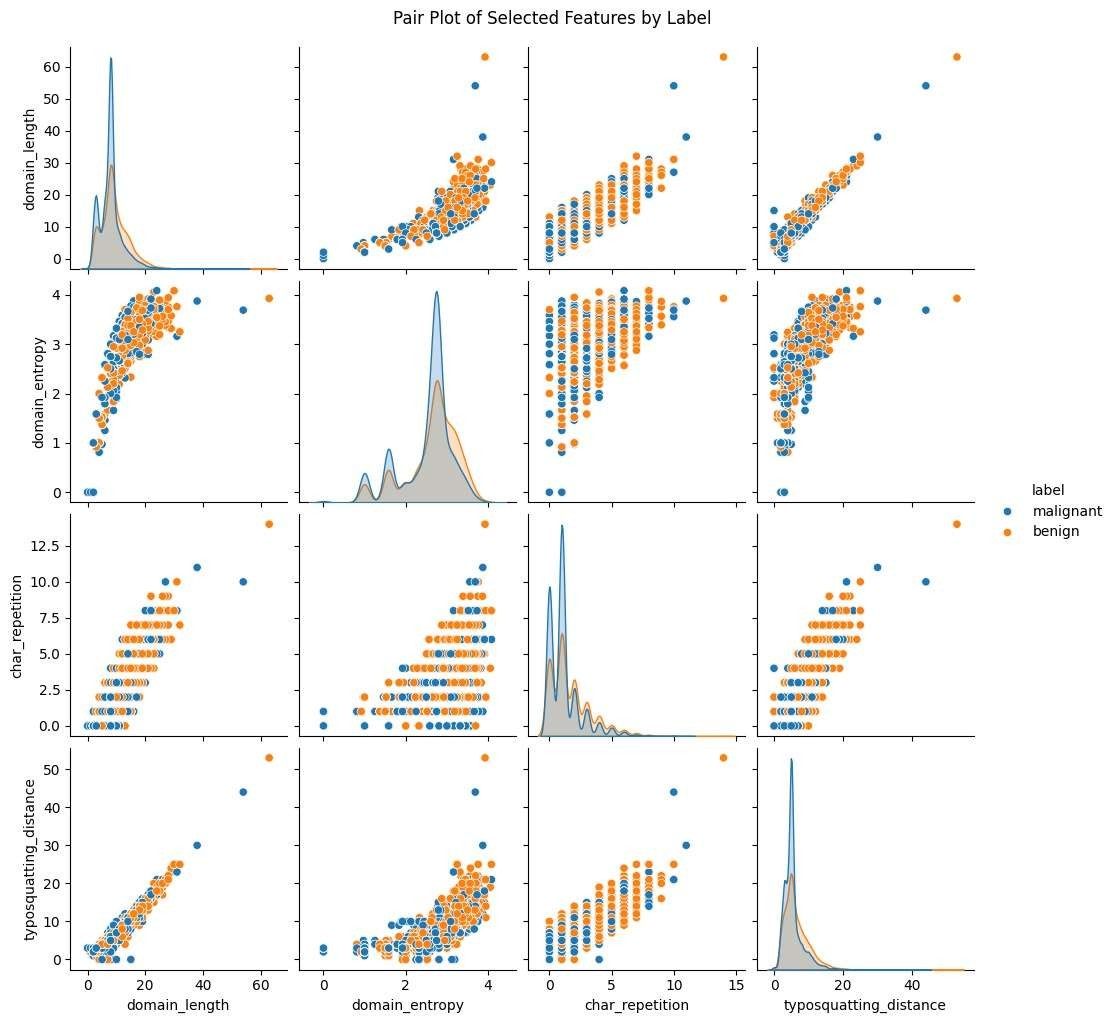 Pair Plot of Selected Features by Label
domain_length
60
50
40
30
20
10
0
domain_entropy
4
3
2
1
0
label
malignant
benign
char_repetition
12.5
10.0
7.5
5.0
2.5
0.0
typosquatting_distance
50
40
30
20
10
0
0 20 40 60 0 2 4 0 5 10 15 0 20 40
domain_length domain_entropy char_repetition typosquatting_distance